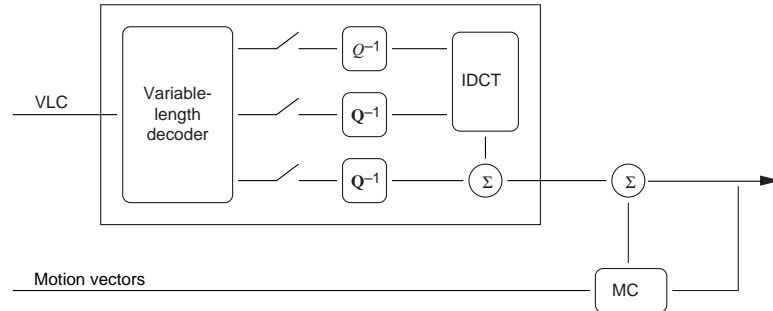 Q–1
IDCT
VLC
Variable-
length
decoder
Q–1
Q–1
Σ
Σ
Motion vectors
MC